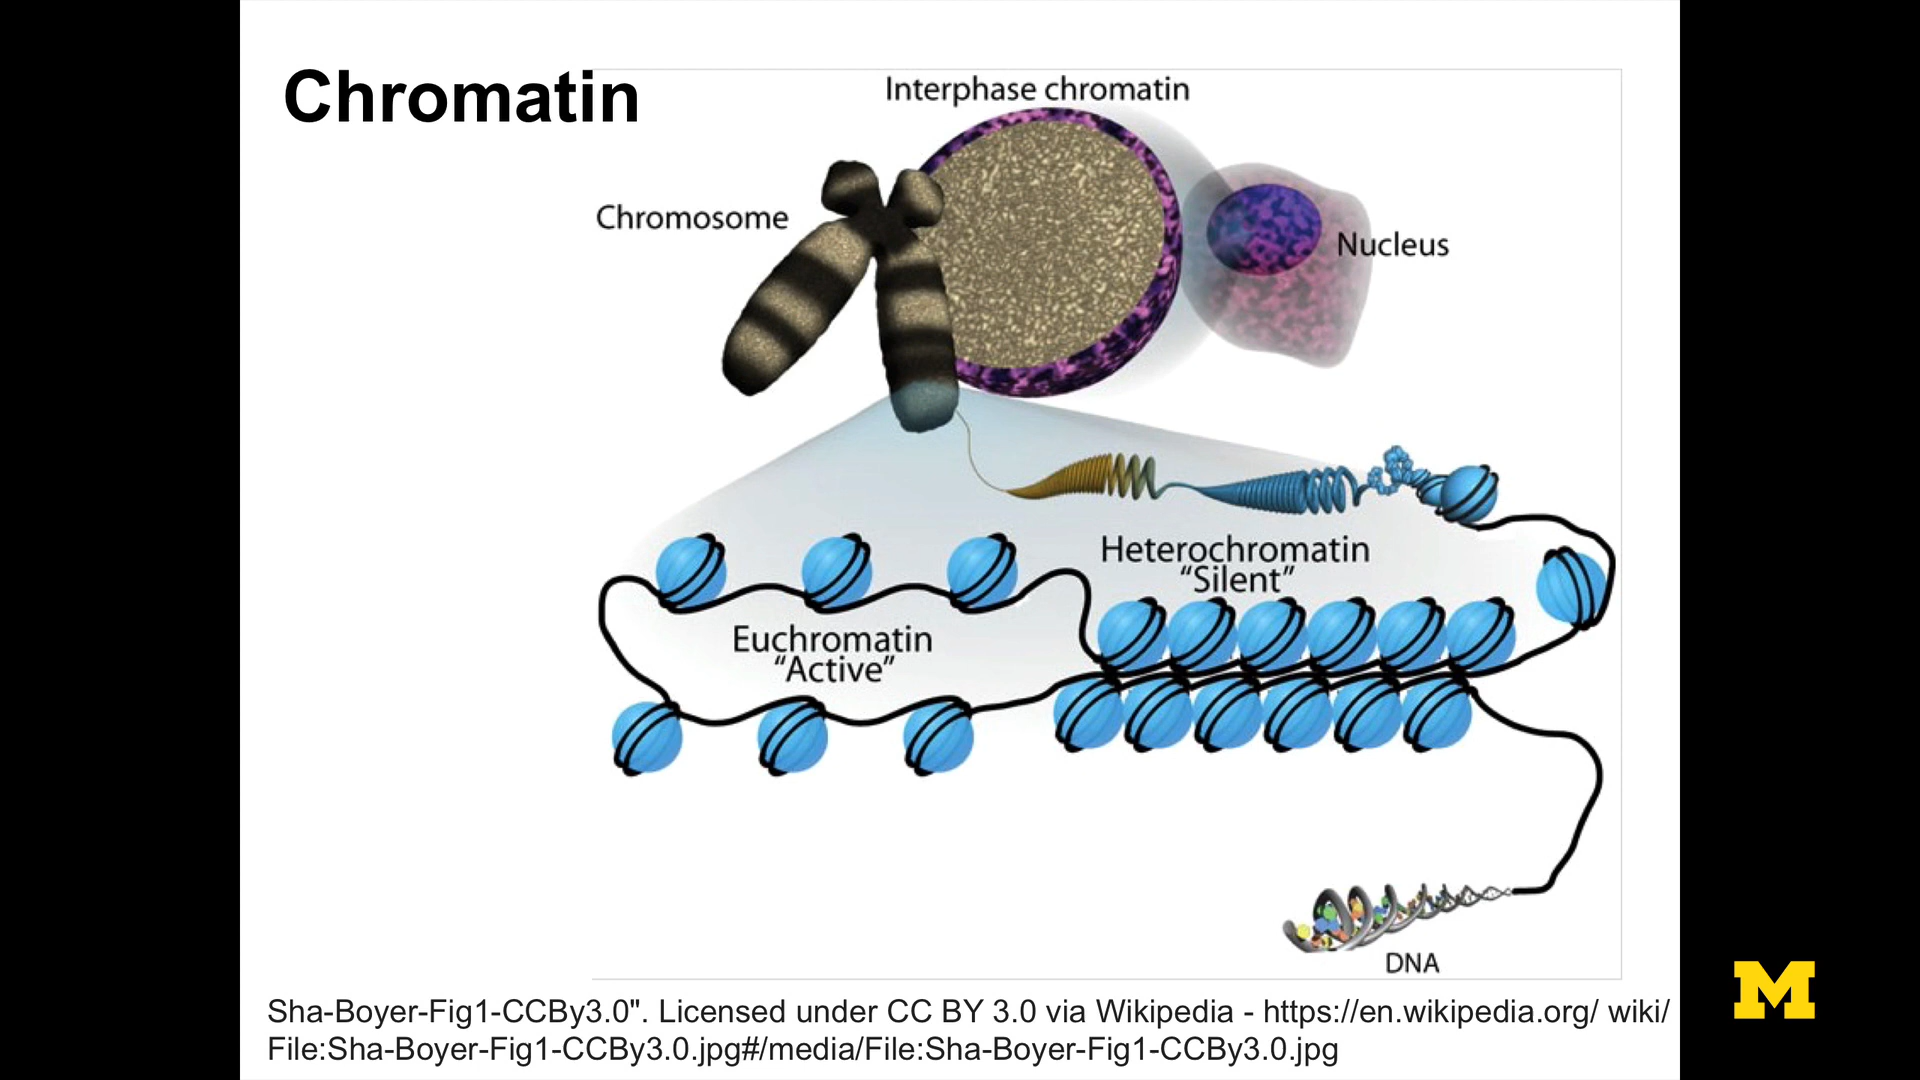 Chromatin
Interphase chromatin
Chromosome
Nucleus
Heterochromatin
“Silent”
Euchromatin
“Active”
DNA
Sha-Boyer-Fig1-CCBy3.0". Licensed under CC BY 3.0 via Wikipedia - https://en.wikipedia.org/ wiki/
File:Sha-Boyer-Fig1-CCBy3.0.jpg#/media/File:Sha-Boyer-Fig1-CCBy3.0.jpg
M